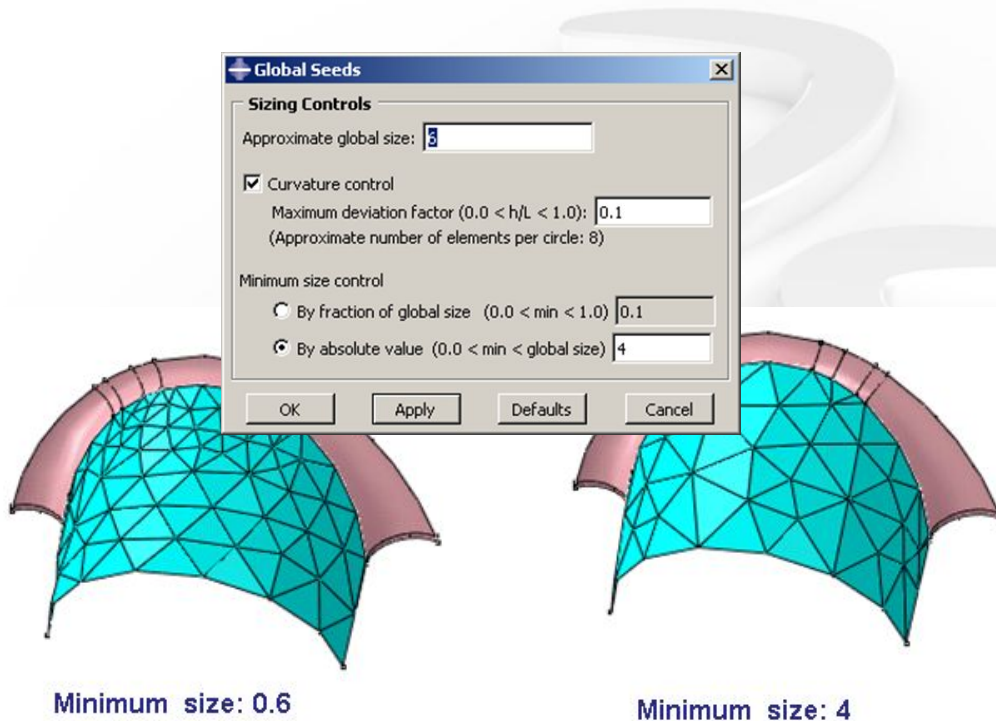 Global Seeds
Sizing Controls
Approximate global size: 6
Curvature control
Maximum deviation factor (0.0 < h/L < 1.0): 0.1
(Approximate number of elements per circle: 8)
Minimum size control
By fraction of global size (0.0 < min < 1.0) 0.1
By absolute value (0.0 < min < global size) 4
OK Apply Defaults Cancel
Minimum size: 0.6
Minimum size: 4